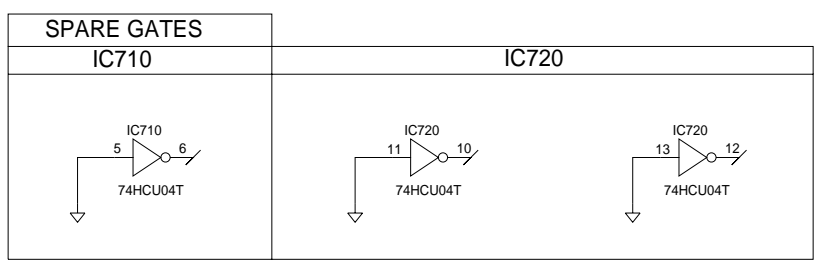 SPARE GATES
IC710 IC720
IC710 IC720 IC720
5 6 11 10 13 12
74HCU04T 74HCU04T 74HCU04T